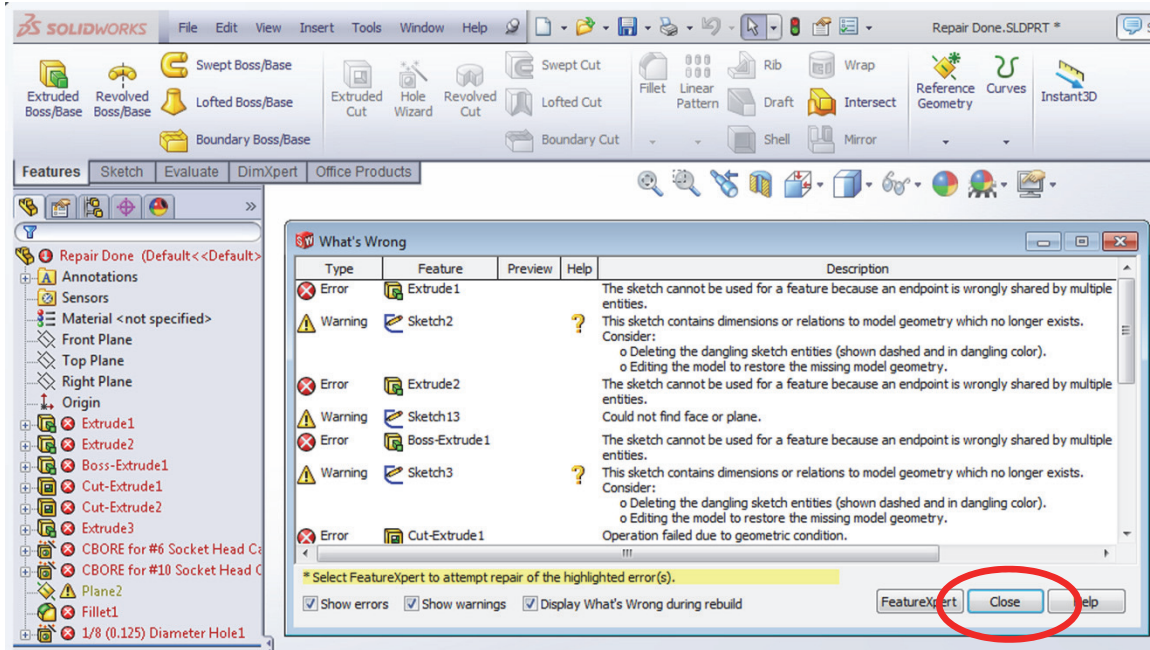 SOLIDWORKS File Edit View Insert Tools Window Help Repair Done.SLDPRT *
Extruded Boss/Base
Revolved Boss/Base
Swept Boss/Base
Lofted Boss/Base
Boundary Boss/Base
Extruded Cut
Hole Wizard
Revolved Cut
Swept Cut
Lofted Cut
Boundary Cut
Fillet
Linear Pattern
Rib
Draft
Shell
Wrap
Intersect
Mirror
Reference Geometry
Curves
Instant3D
Features Sketch Evaluate DimXpert Office Products
Repair Done (Default<<Default>
Annotations
Sensors
Material <not specified>
Front Plane
Top Plane
Right Plane
Origin
Extrude1
Extrude2
Boss-Extrude1
Cut-Extrude1
Cut-Extrude2
Extrude3
CBORE for #6 Socket Head Ca
CBORE for #10 Socket Head C
Plane2
Fillet1
1/8 (0.125) Diameter Hole1
What's Wrong
Type Feature Preview Help Description
Error Extrude1 The sketch cannot be used for a feature because an endpoint is wrongly shared by multiple
entities.
Warning Sketch2 ? This sketch contains dimensions or relations to model geometry which no longer exists.
Consider:
o Deleting the dangling sketch entities (shown dashed and in dangling color).
o Editing the model to restore the missing model geometry.
Error Extrude2 The sketch cannot be used for a feature because an endpoint is wrongly shared by multiple
entities.
Warning Sketch13 Could not find face or plane.
Error Boss-Extrude1 The sketch cannot be used for a feature because an endpoint is wrongly shared by multiple
entities.
Warning Sketch3 ? This sketch contains dimensions or relations to model geometry which no longer exists.
Consider:
o Deleting the dangling sketch entities (shown dashed and in dangling color).
o Editing the model to restore the missing model geometry.
Error Cut-Extrude1 Operation failed due to geometric condition.
* Select FeatureXpert to attempt repair of the highlighted error(s).
Show errors Show warnings Display What's Wrong during rebuild FeatureXpert Close Help